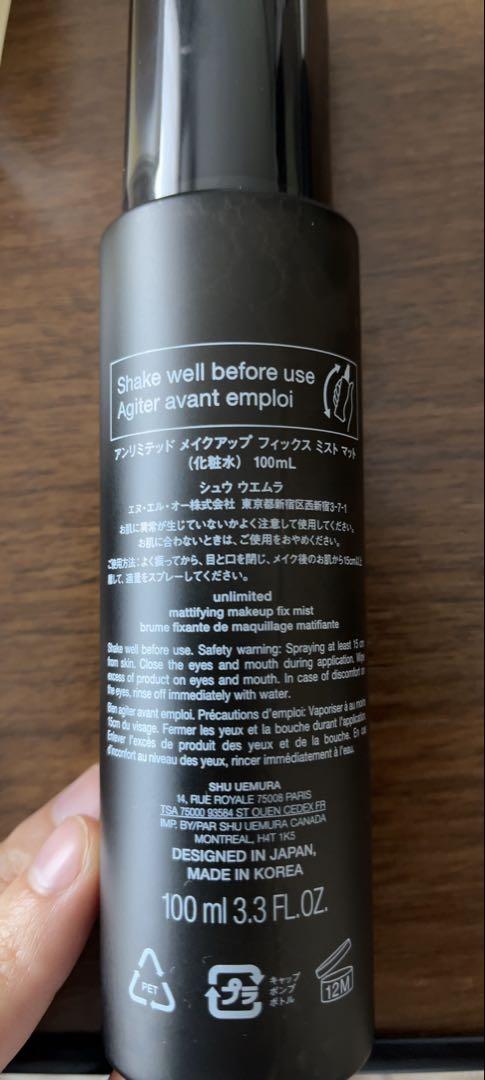 Shake well before use
Agiter avant emploi
アンリミテッド メイクアップ フィックス ミスト マット
(化粧水) 100mL
シュウ ウエムラ
エヌ・エル・オー株式会社 東京都新宿区西新宿3-7-1
お肌に異常が生じていないかよく注意して使用してください。
お肌に合わないときは、ご使用をおやめください。
ご使用方法：よく振ってから、目と口を閉じ、メイク後のお肌から15cm以上
離して、適量をスプレーしてください。
unlimited
mattifying makeup fix mist
brume fixante de maquillage matifiante
Shake well before use. Safety warning: Spraying at least 15 cm
from skin. Close the eyes and mouth during application. Wipe
excess of product on eyes and mouth. In case of discomfort on
the eyes, rinse off immediately with water.
Bien agiter avant emploi. Précautions d'emploi: Vaporiser à au moins
15cm du visage. Fermer les yeux et la bouche durant l'application.
Enlever l'excès de produit des yeux et de la bouche. En cas
d'inconfort au niveau des yeux, rincer immédiatement à l'eau.
SHU UEMURA
14, RUE ROYALE 75008 PARIS
TSA 75000 93584 ST OUEN CEDEX FR
IMP. BY/PAR SHU UEMURA CANADA
MONTREAL, H4T 1K5
DESIGNED IN JAPAN,
MADE IN KOREA
100 ml 3.3 FL.OZ.
PET
プラ
キャップ
ポンプ
ボトル
12M